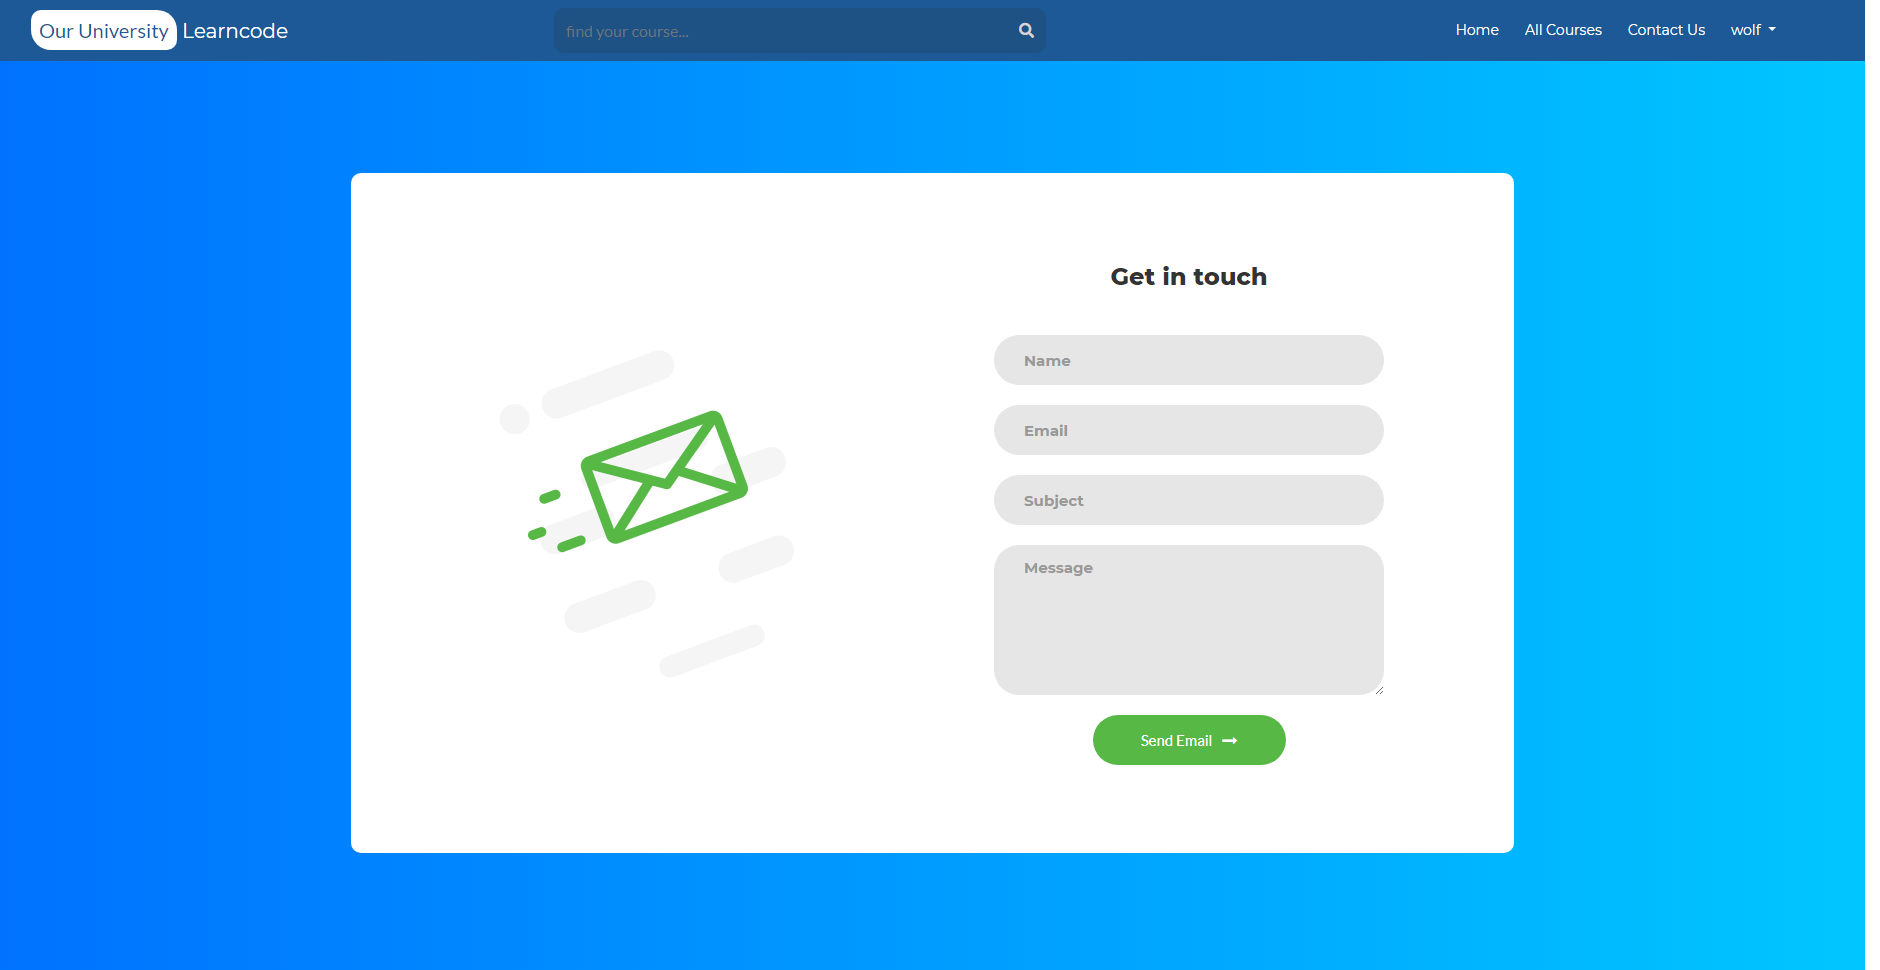 Our University Learncode
find your course...
Home All Courses Contact Us wolf
Get in touch
Name
Email
Subject
Message
Send Email